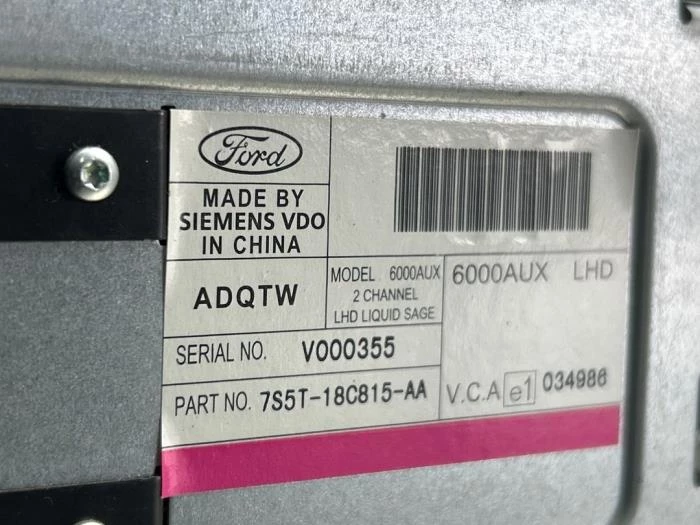 Ford
MADE BY
SIEMENS VDO
IN CHINA
ADQTW
MODEL 6000AUX
2 CHANNEL
LHD LIQUID SAGE
6000AUX LHD
SERIAL NO. V000355
PART NO. 7S5T-18C815-AA
V.C.A e1 034986